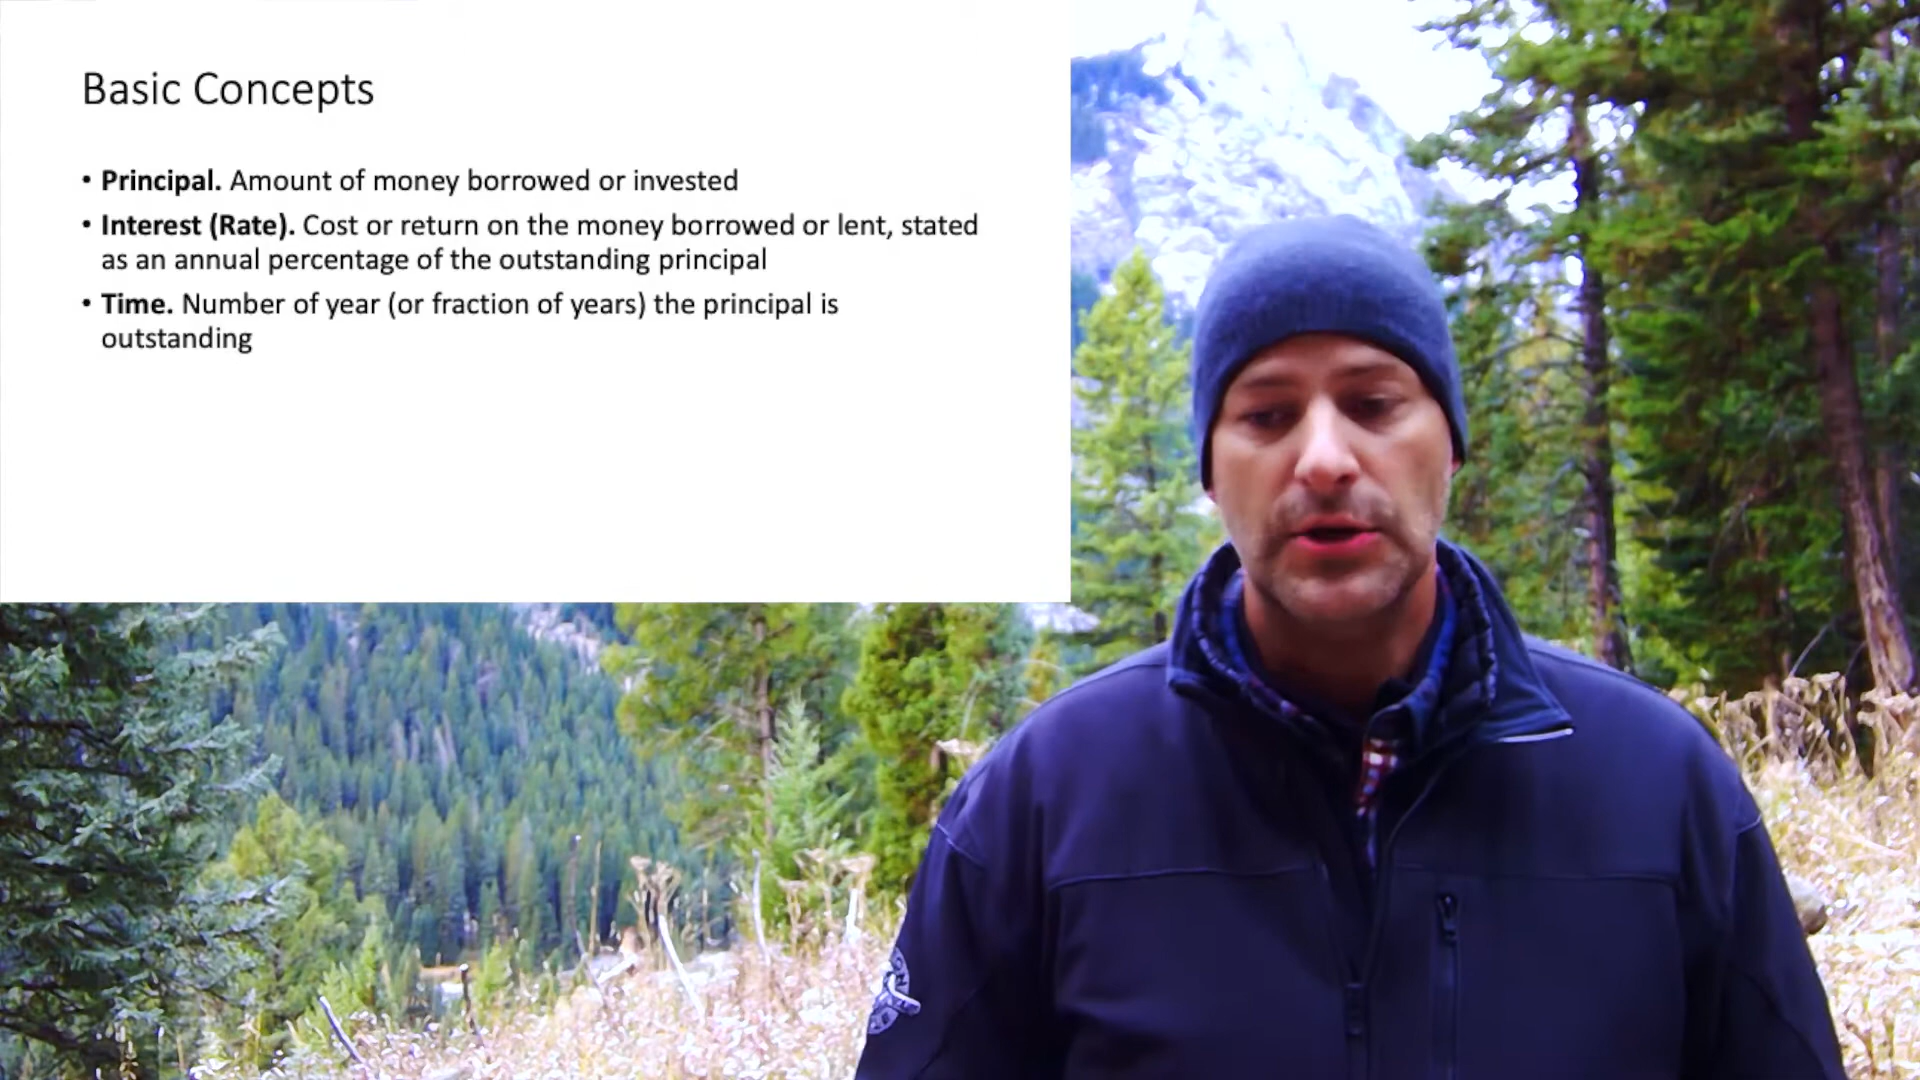 Basic Concepts
• Principal. Amount of money borrowed or invested
• Interest (Rate). Cost or return on the money borrowed or lent, stated
as an annual percentage of the outstanding principal
• Time. Number of year (or fraction of years) the principal is
outstanding